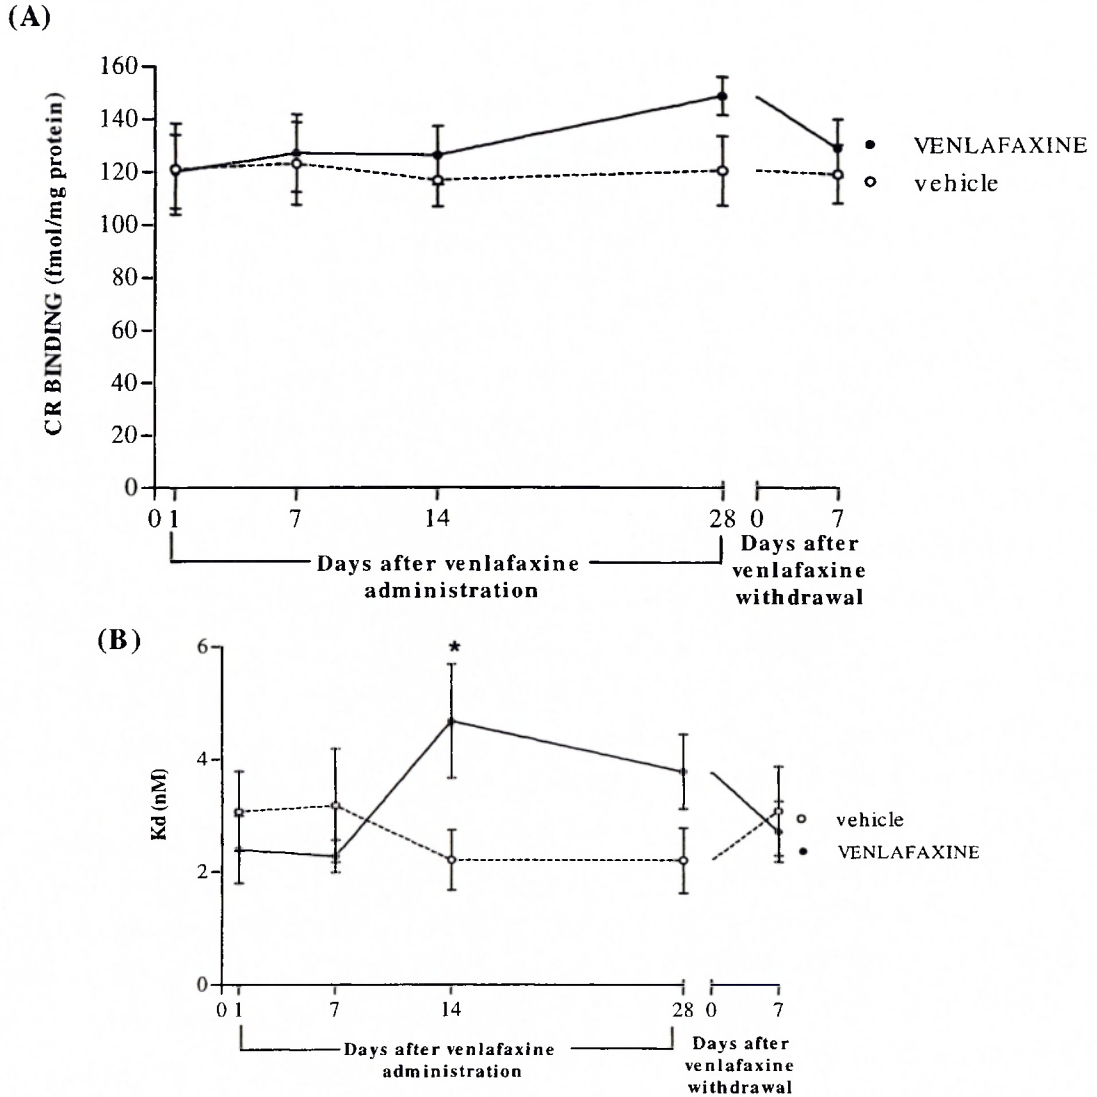 (A)
CR BINDING (fmol/mg protein)
160
140
120
100
80
60
40
20
0
VENLAFAXINE
vehicle
0 1 7 14 28 0 7
Days after venlafaxine
administration
Days after
venlafaxine
withdrawal
(B)
Kd (nM)
6
4
2
0
*
vehicle
VENLAFAXINE
0 1 7 14 28 0 7
Days after venlafaxine
administration
Days after
venlafaxine
withdrawal